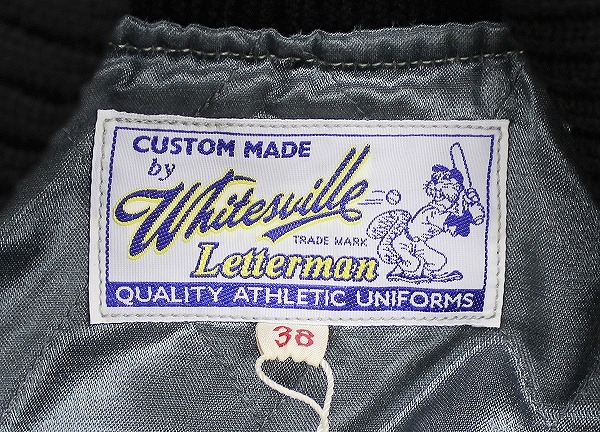 CUSTOM MADE
by
Whitesville
TRADE MARK
Letterman
QUALITY ATHLETIC UNIFORMS
38